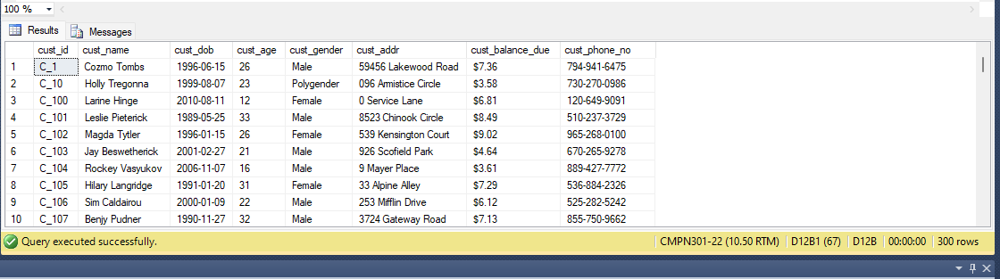 100 %
Results Messages
cust_id cust_name cust_dob cust_age cust_gender cust_addr cust_balance_due cust_phone_no
1 C_1 Cozmo Tombs 1996-06-15 26 Male 59456 Lakewood Road $7.36 794-941-6475
2 C_10 Holly Tregonna 1999-08-07 23 Polygender 096 Armistice Circle $3.58 730-270-0986
3 C_100 Larine Hinge 2010-08-11 12 Female 0 Service Lane $6.81 120-649-9091
4 C_101 Leslie Pieterick 1989-05-25 33 Male 8523 Chinook Circle $8.49 510-237-3729
5 C_102 Magda Tytler 1996-01-15 26 Female 539 Kensington Court $9.02 965-268-0100
6 C_103 Jay Beswetherick 2001-02-27 21 Male 926 Scofield Park $4.64 670-265-9278
7 C_104 Rockey Vasyukov 2006-11-07 16 Male 9 Mayer Place $3.61 889-427-7772
8 C_105 Hilary Langridge 1991-01-20 31 Female 33 Alpine Alley $7.29 536-884-2326
9 C_106 Sim Caldairou 2000-01-09 22 Male 253 Mifflin Drive $6.12 525-282-5242
10 C_107 Benjy Pudner 1990-11-27 32 Male 3724 Gateway Road $7.13 855-750-9662
Query executed successfully. CMPN301-22 (10.50 RTM) D12B1 (67) D12B 00:00:00 300 rows